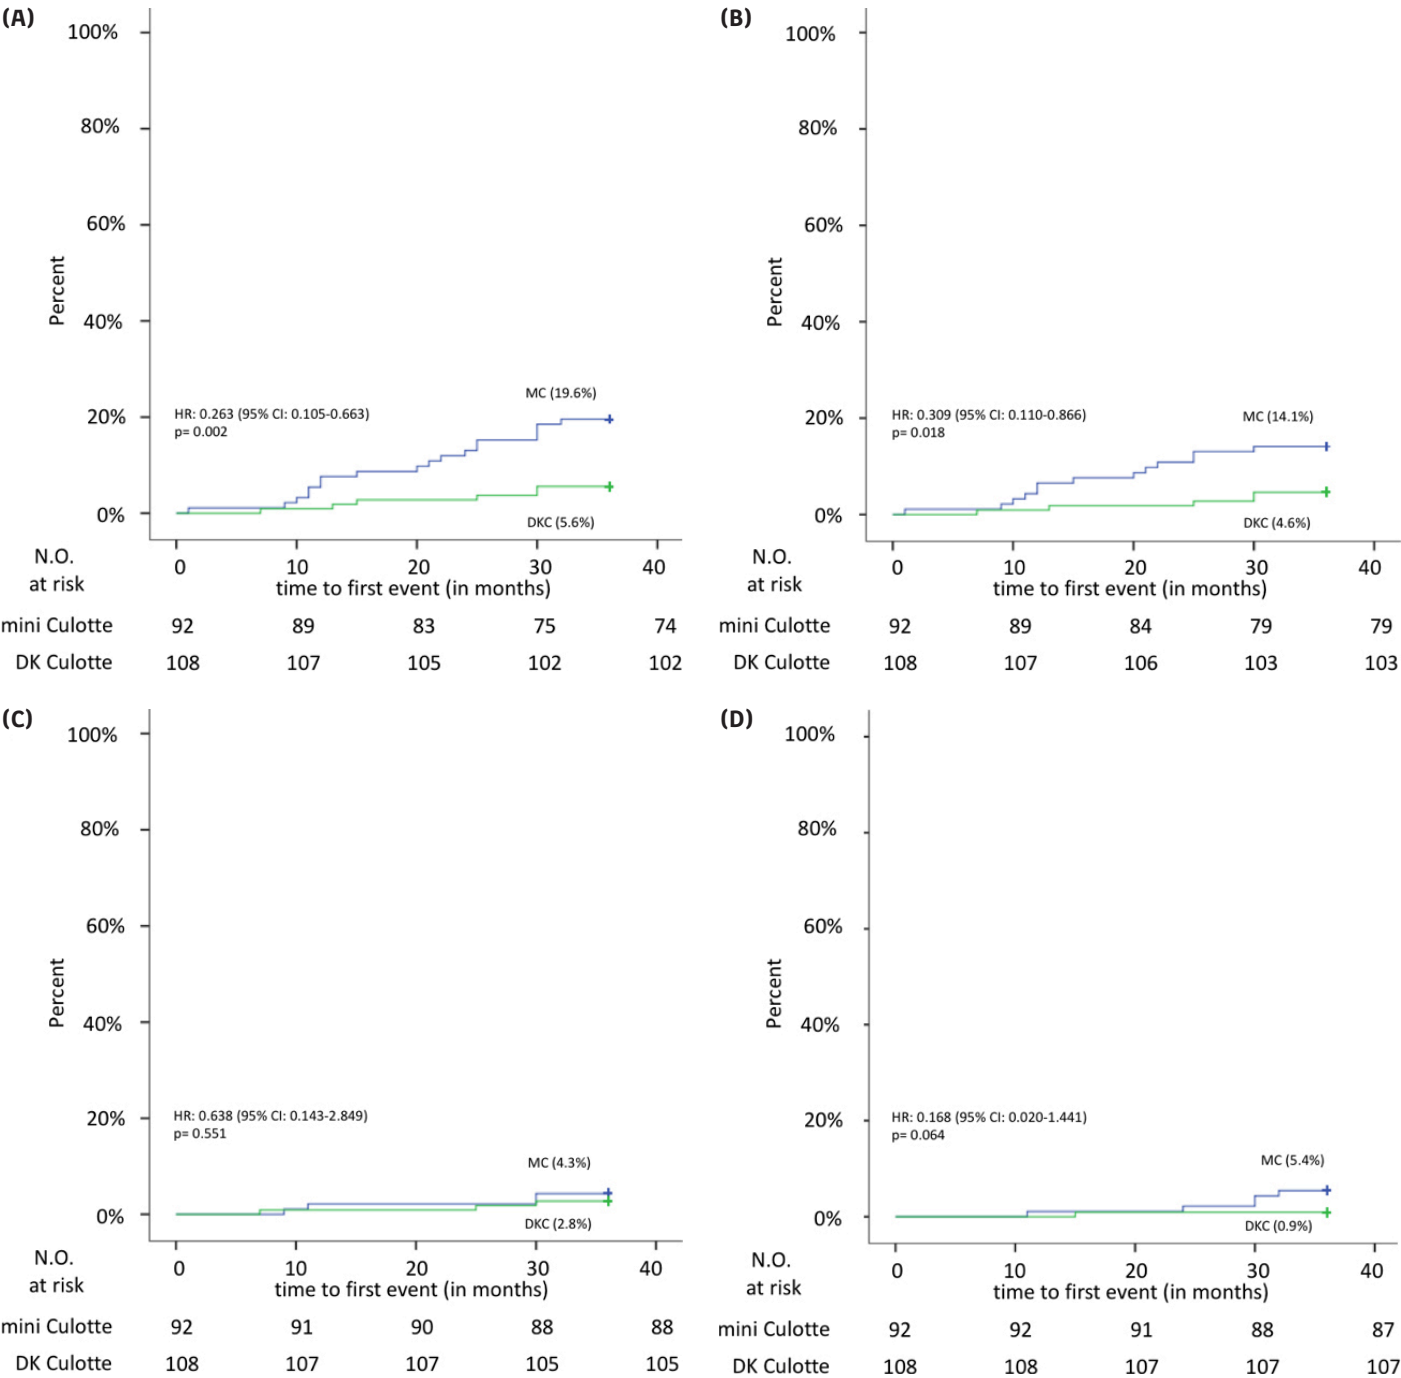 (A)
100%
80%
60%
40%
20%
0%
Percent
HR: 0.263 (95% CI: 0.105-0.663)
p= 0.002
MC (19.6%)
DKC (5.6%)
0 10 20 30 40
time to first event (in months)
N.O.
at risk
mini Culotte 92 89 83 75 74
DK Culotte 108 107 105 102 102
(B)
100%
80%
60%
40%
20%
0%
Percent
HR: 0.309 (95% CI: 0.110-0.866)
p= 0.018
MC (14.1%)
DKC (4.6%)
0 10 20 30 40
time to first event (in months)
N.O.
at risk
mini Culotte 92 89 84 79 79
DK Culotte 108 107 106 103 103
(C)
100%
80%
60%
40%
20%
0%
Percent
HR: 0.638 (95% CI: 0.143-2.849)
p= 0.551
MC (4.3%)
DKC (2.8%)
0 10 20 30 40
time to first event (in months)
N.O.
at risk
mini Culotte 92 91 90 88 88
DK Culotte 108 107 107 105 105
(D)
100%
80%
60%
40%
20%
0%
Percent
HR: 0.168 (95% CI: 0.020-1.441)
p= 0.064
MC (5.4%)
DKC (0.9%)
0 10 20 30 40
time to first event (in months)
N.O.
at risk
mini Culotte 92 92 91 88 87
DK Culotte 108 108 107 107 107